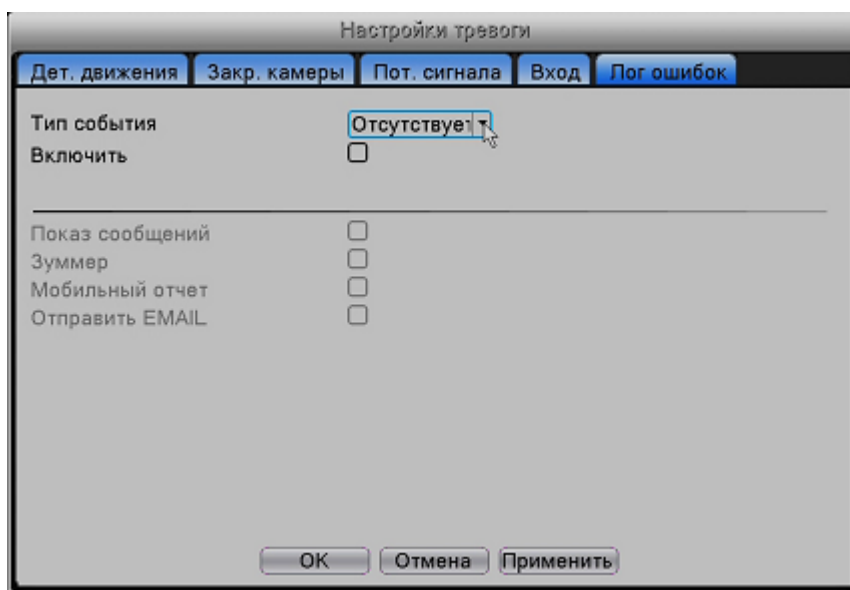 Настройки тревоги
Дет. движения Закр. камеры Пот. сигнала Вход Лог ошибок
Тип события Отсутствует
Включить
Показ сообщений
Зуммер
Мобильный отчет
Отправить EMAIL
OK Отмена Применить